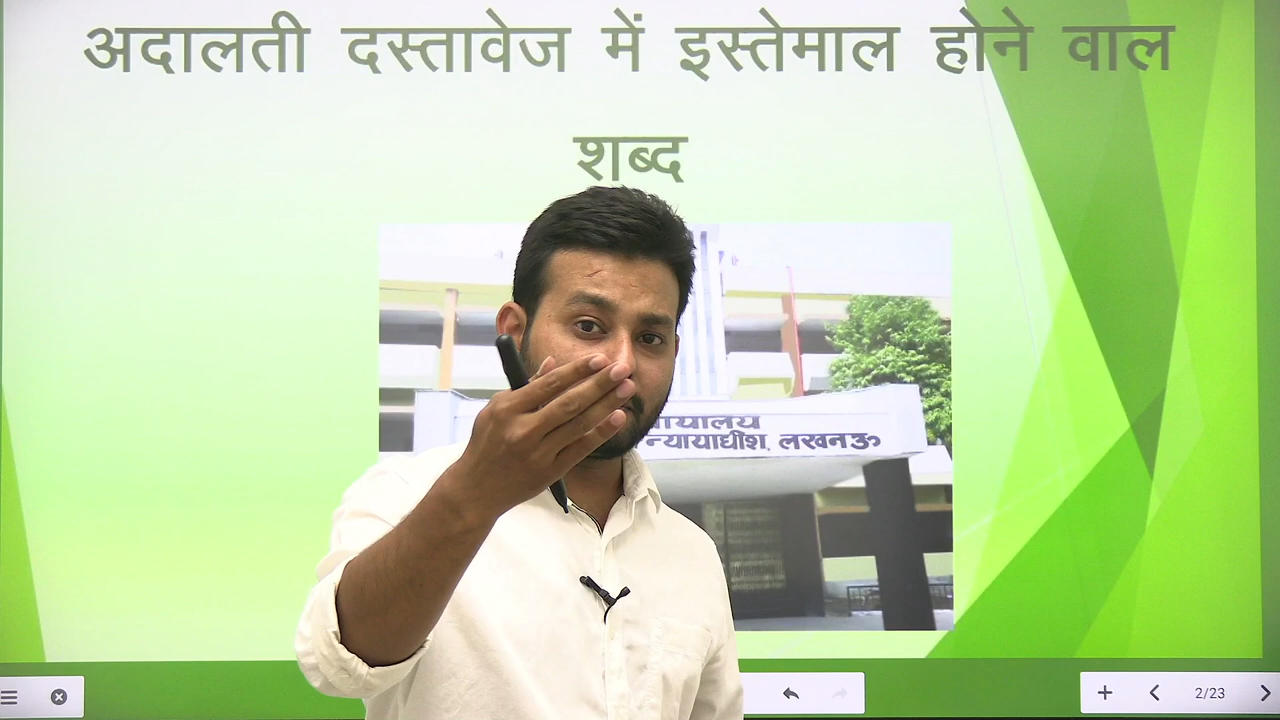 अदालती दस्तावेज में इस्तेमाल होने वाल
शब्द
न्यायाधीश, लखनऊ
2/23